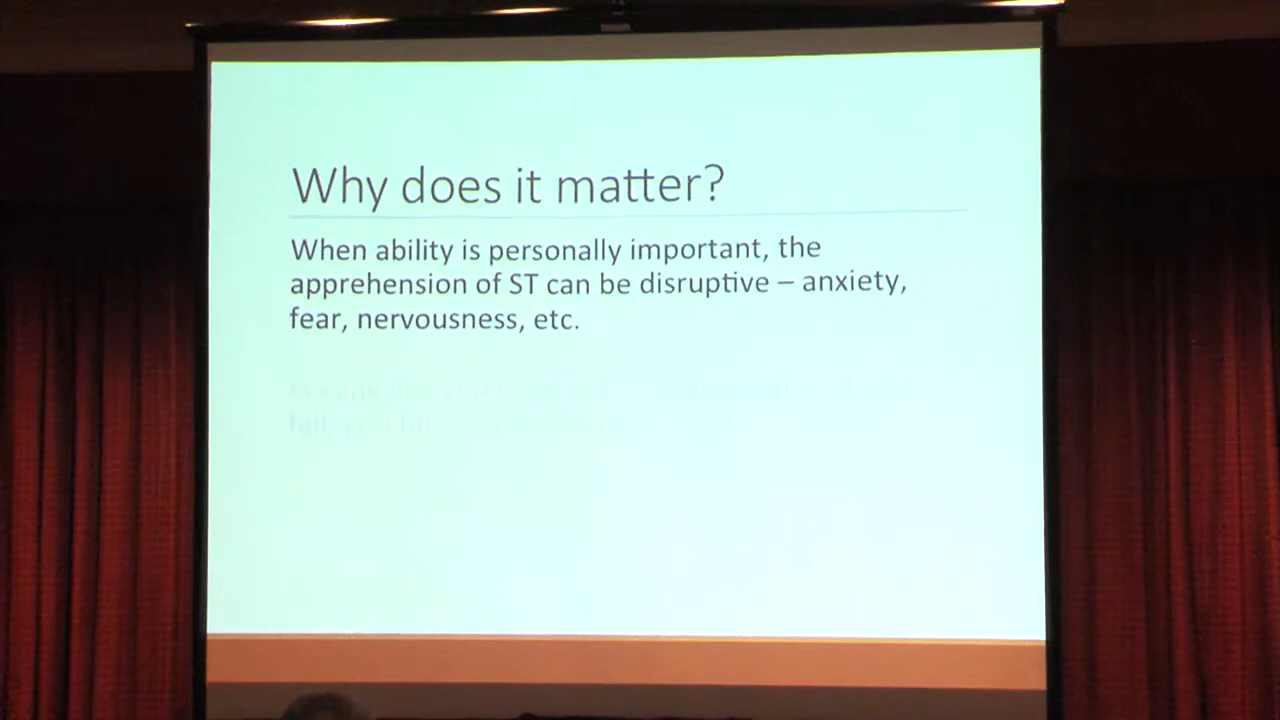 Why does it matter?
When ability is personally important, the
apprehension of ST can be disruptive – anxiety,
fear, nervousness, etc.
fail,